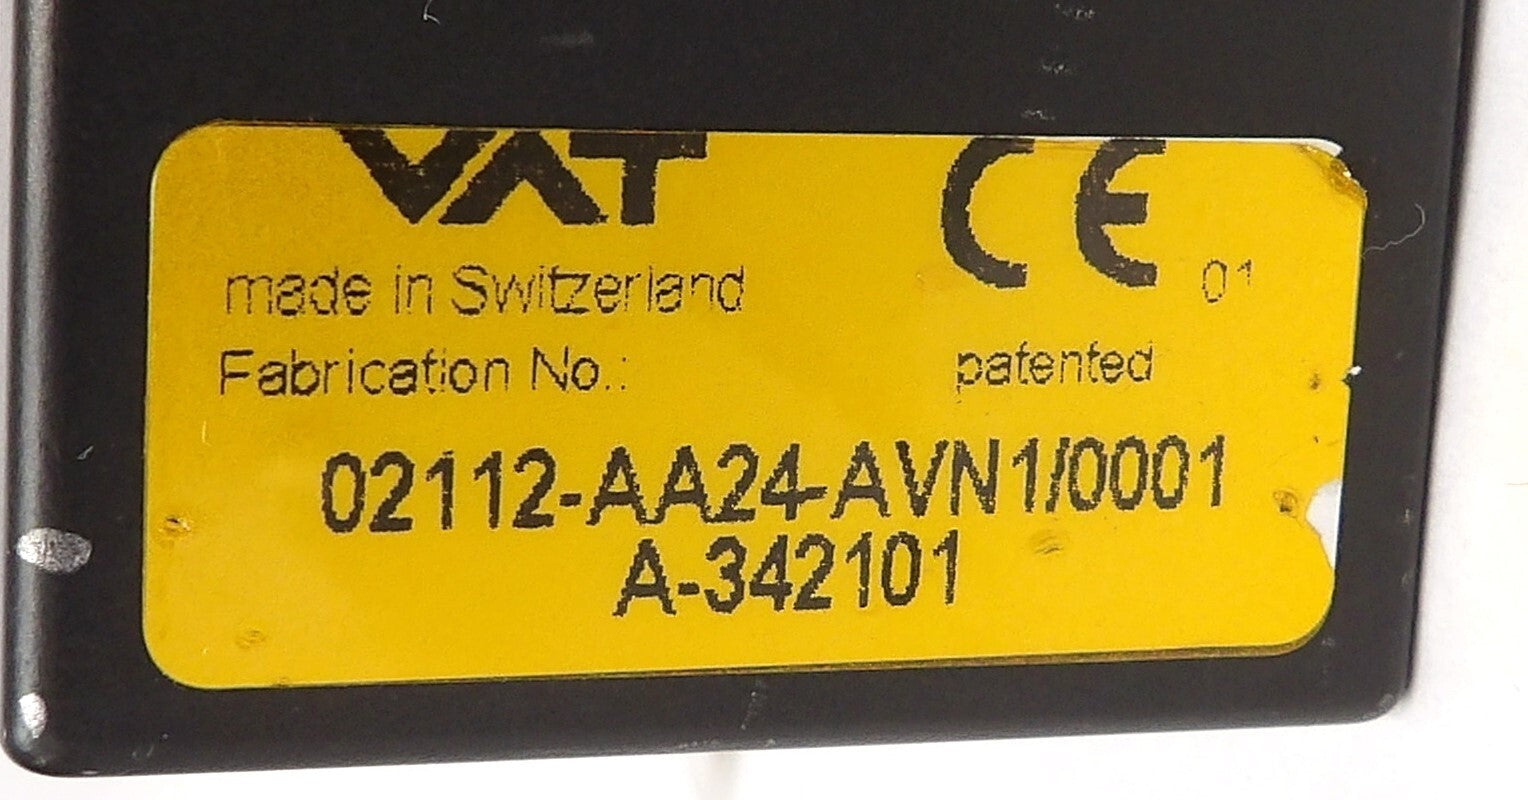 VAT CE 01
made in Switzerland
Fabrication No.: patented
02112-AA24-AVN1/0001
A-342101